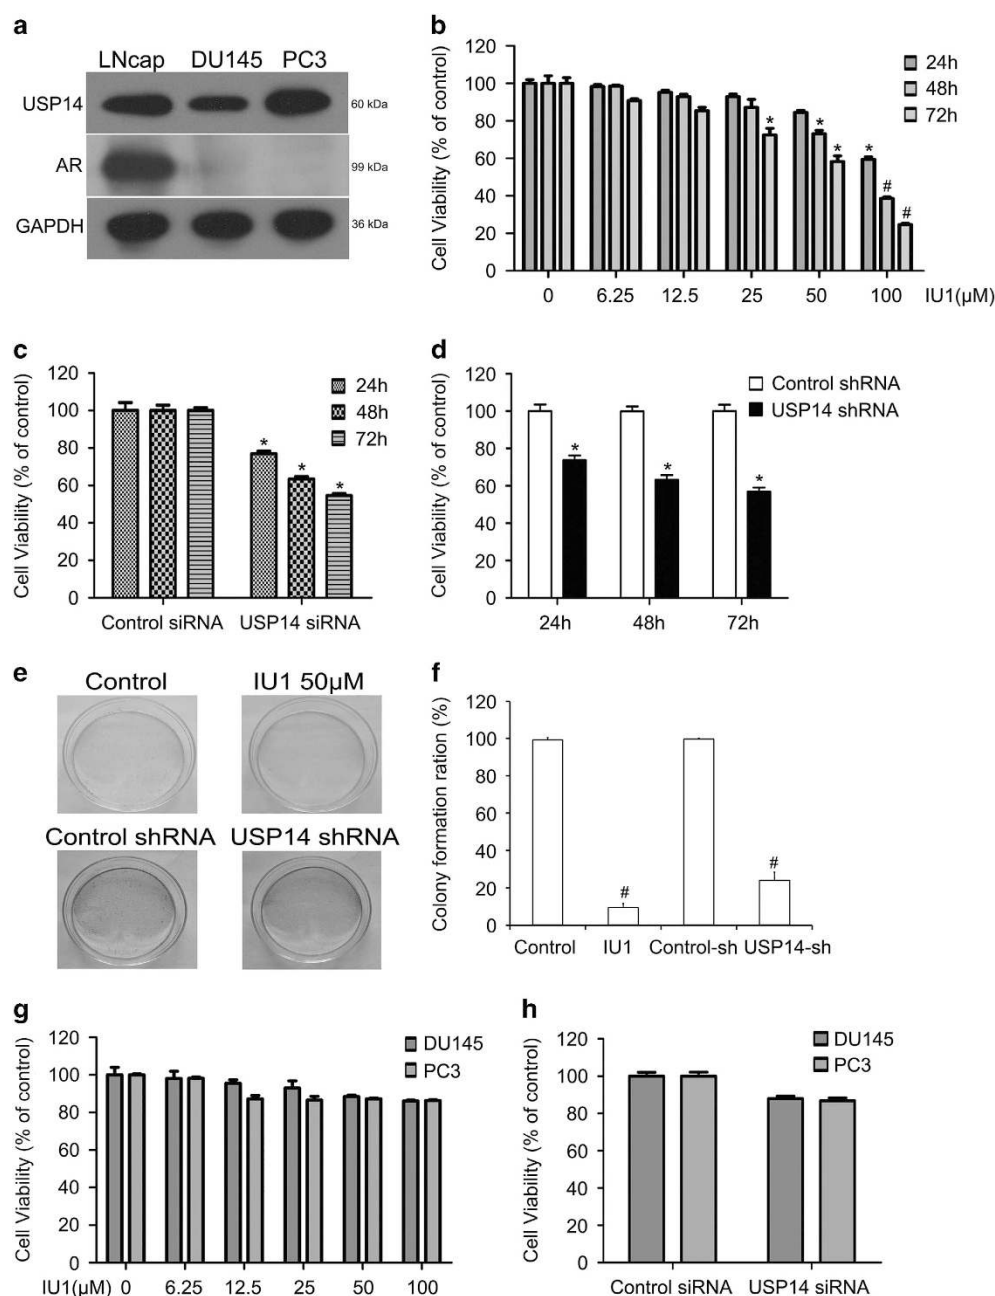 a
LNcap DU145 PC3
USP14 60 kDa
AR 99 kDa
GAPDH 36 kDa
b
Cell Viability (% of control)
120
100
80
60
40
20
0
24h
48h
72h
*
*
*
*
#
#
0 6.25 12.5 25 50 100 IU1(µM)
c
Cell Viability (% of control)
120
100
80
60
40
20
0
24h
48h
72h
*
*
*
Control siRNA USP14 siRNA
d
Cell Viability (% of control)
120
100
80
60
40
20
0
Control shRNA
USP14 shRNA
*
*
*
24h 48h 72h
e
Control IU1 50µM
Control shRNA USP14 shRNA
f
Colony formation ration (%)
120
100
80
60
40
20
0
#
#
Control IU1 Control-sh USP14-sh
g
Cell Viability (% of control)
120
100
80
60
40
20
0
DU145
PC3
IU1(µM) 0 6.25 12.5 25 50 100
h
Cell Viability (% of control)
120
100
80
60
40
20
0
DU145
PC3
Control siRNA USP14 siRNA